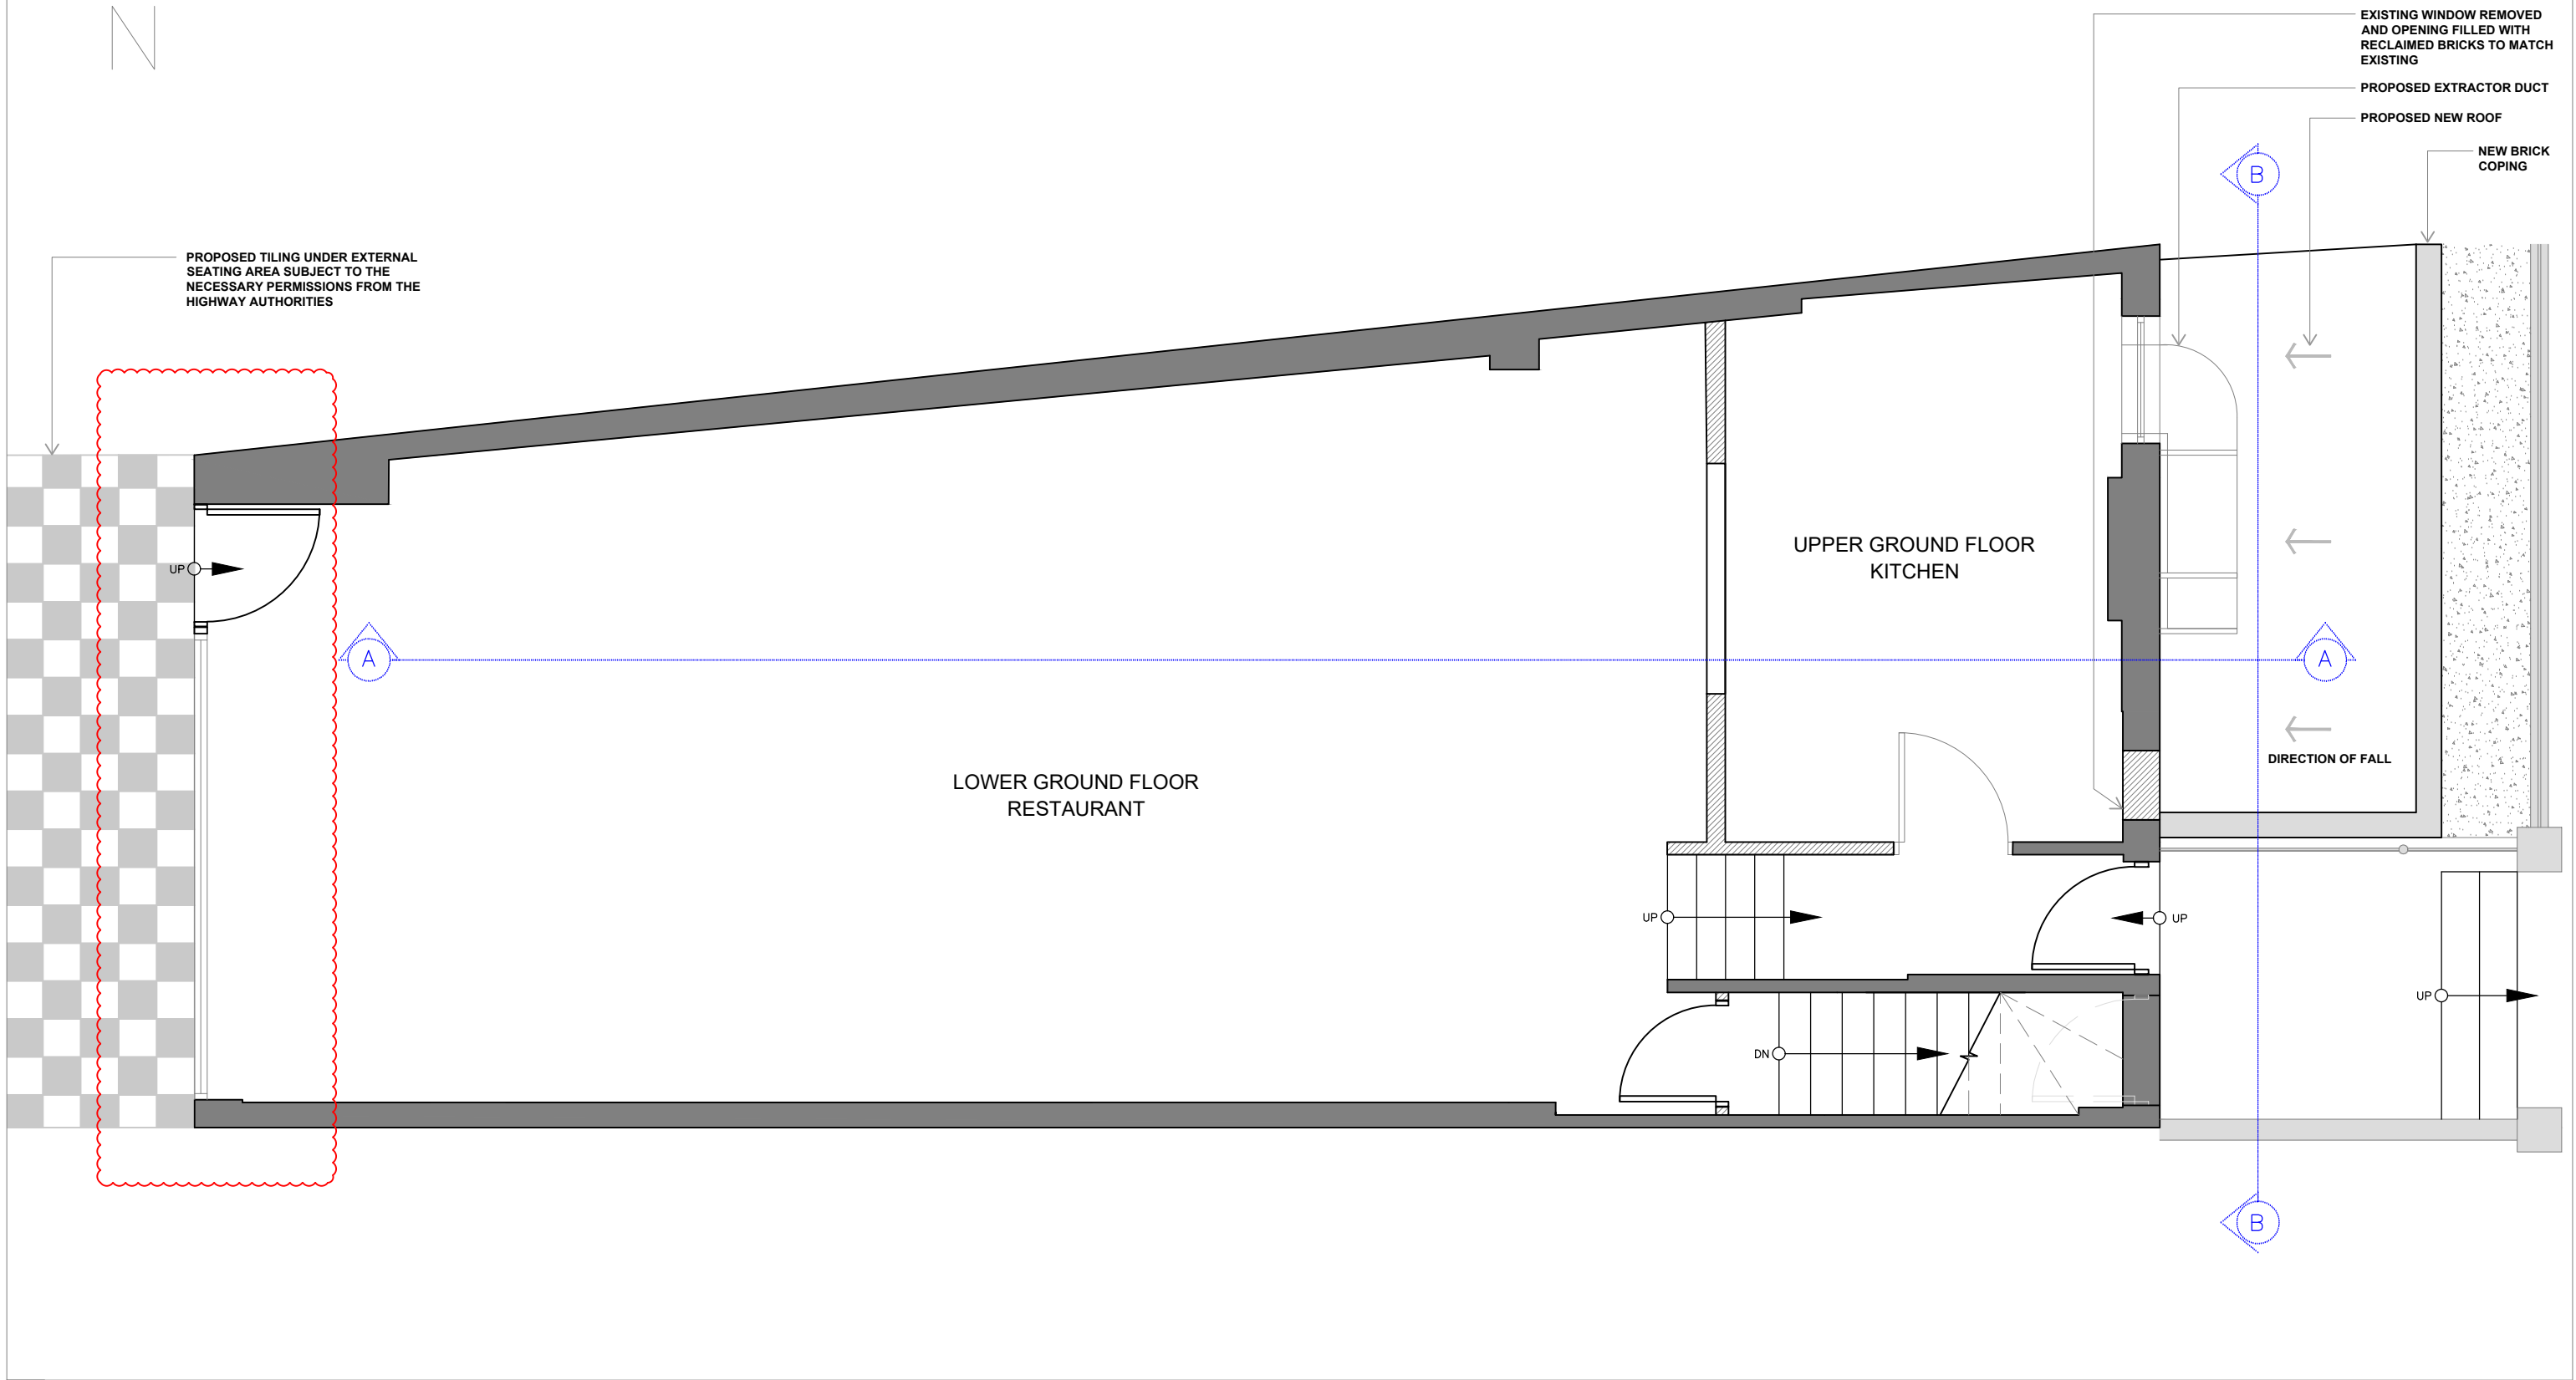 N
EXISTING WINDOW REMOVED
AND OPENING FILLED WITH
RECLAIMED BRICKS TO MATCH
EXISTING
PROPOSED EXTRACTOR DUCT
PROPOSED NEW ROOF
NEW BRICK
COPING
B
PROPOSED TILING UNDER EXTERNAL
SEATING AREA SUBJECT TO THE
NECESSARY PERMISSIONS FROM THE
HIGHWAY AUTHORITIES
UPPER GROUND FLOOR
KITCHEN
UP
A
A
DIRECTION OF FALL
LOWER GROUND FLOOR
RESTAURANT
UP
UP
UP
DN
B